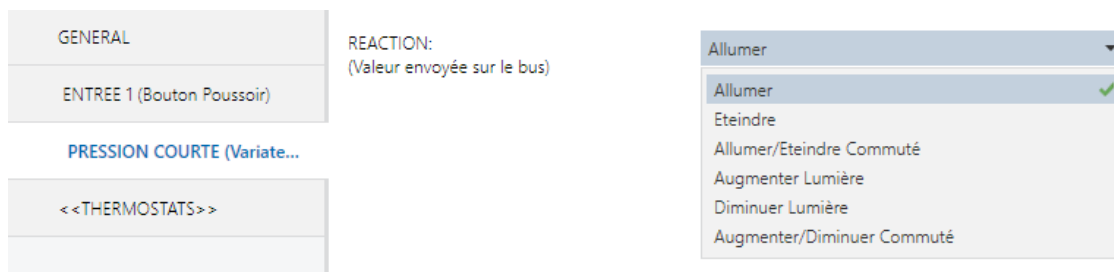 GENERAL
ENTREE 1 (Bouton Poussoir)
PRESSION COURTE (Variate...
<<THERMOSTATS>>
REACTION:
(Valeur envoyée sur le bus)
Allumer
Allumer
Eteindre
Allumer/Eteindre Commuté
Augmenter Lumière
Diminuer Lumière
Augmenter/Diminuer Commuté